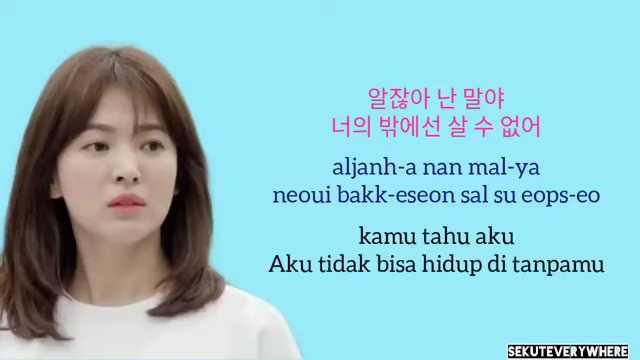 알잖아 난 말야
너의 밖에선 살 수 없어
aljanh-a nan mal-ya
neoui bakk-eseon sal su eops-eo
kamu tahu aku
Aku tidak bisa hidup di tanpamu
SEKUTEVERYWHERE